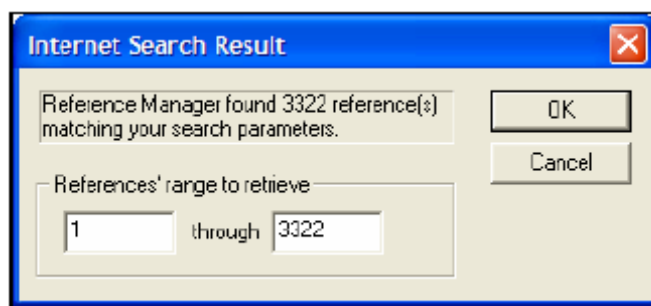 Internet Search Result
Reference Manager found 3322 reference(s)
matching your search parameters.
OK
Cancel
References' range to retrieve
1 through 3322